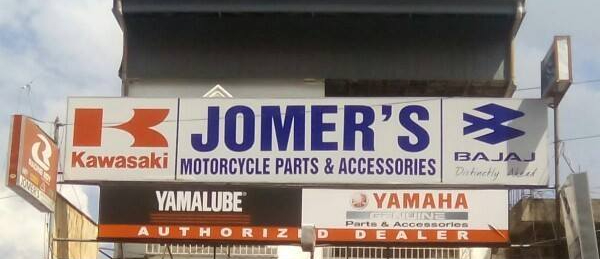 Kawasaki
JOMER'S
MOTORCYCLE PARTS & ACCESSORIES
BAJAJ
Distinctly Ahead
YAMALUBE
YAMAHA
GENUINE
Parts & Accessories
AUTHORIZED DEALER